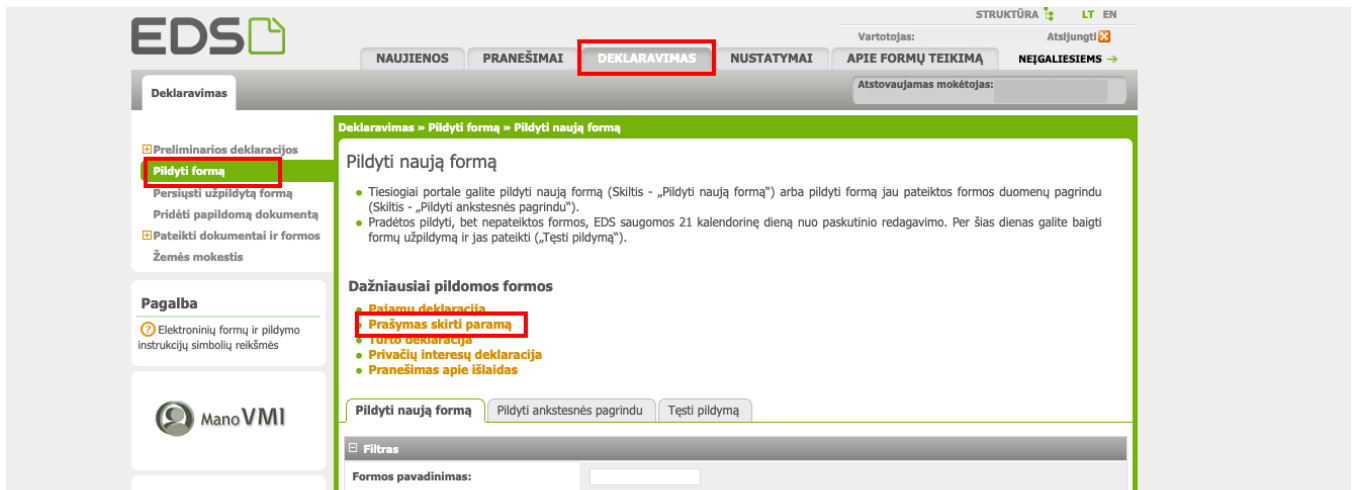 STRUKTŪRA LT EN
EDS
Vartotojas: Atsijungti
NAUJIENOS PRANEŠIMAI DEKLARAVIMAS NUSTATYMAI APIE FORMŲ TEIKIMĄ NEĮGALIESIEMS →
Atstovaujamas mokėtojas:
Deklaravimas
Preliminarios deklaracijos
Pildyti formą
Persiųsti užpildytą formą
Pridėti papildomą dokumentą
Pateikti dokumentai ir formos
Žemės mokestis
Pagalba
Elektroninių formų ir pildymo
instrukcijų simbolių reikšmės
Mano VMI
Deklaravimas » Pildyti formą » Pildyti naują formą
Pildyti naują formą
• Tiesiogiai portale galite pildyti naują formą (Skiltis - „Pildyti naują formą“) arba pildyti formą jau pateiktos formos duomenų pagrindu
(Skiltis - „Pildyti ankstesnės pagrindu“).
• Pradėtos pildyti, bet nepateiktos formos, EDS saugomos 21 kalendorinę dieną nuo paskutinio redagavimo. Per šias dienas galite baigti
formų užpildymą ir jas pateikti („Tęsti pildymą“).
Dažniausiai pildomos formos
• Pajamų deklaracija
• Prašymas skirti paramą
• Turto deklaracija
• Privačių interesų deklaracija
• Pranešimas apie išlaidas
Pildyti naują formą Pildyti ankstesnės pagrindu Tęsti pildymą
Filtras
Formos pavadinimas: